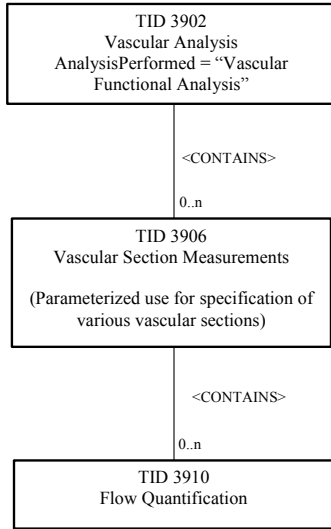 TID 3902
Vascular Analysis
AnalysisPerformed = “Vascular
Functional Analysis”
<CONTAINS>
0..n
TID 3906
Vascular Section Measurements
(Parameterized use for specification of
various vascular sections)
<CONTAINS>
0..n
TID 3910
Flow Quantification